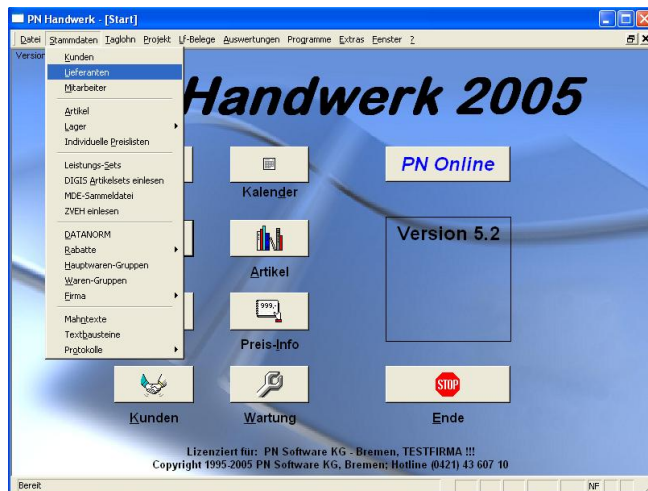 PN Handwerk - [Start]
Datei Stammdaten Taglohn Projekt Lf-Belege Auswertungen Programme Extras Fenster ?
Version
Kunden
Lieferanten
Mitarbeiter
Artikel
Lager
Individuelle Preislisten
Leistungs-Sets
DIGIS Artikelsets einlesen
MDE-Sammeldatei
ZVEH einlesen
DATANORM
Rabatte
Hauptwaren-Gruppen
Waren-Gruppen
Firma
Mahntexte
Textbausteine
Protokolle
Handwerk 2005
Kalender
PN Online
Artikel
Version 5.2
999,-
Preis-Info
Kunden
Wartung
STOP
Ende
Lizenziert für: PN Software KG - Bremen, TESTFIRMA !!!
Copyright 1995-2005 PN Software KG, Bremen; Hotline (0421) 43 607 10
Bereit
NF